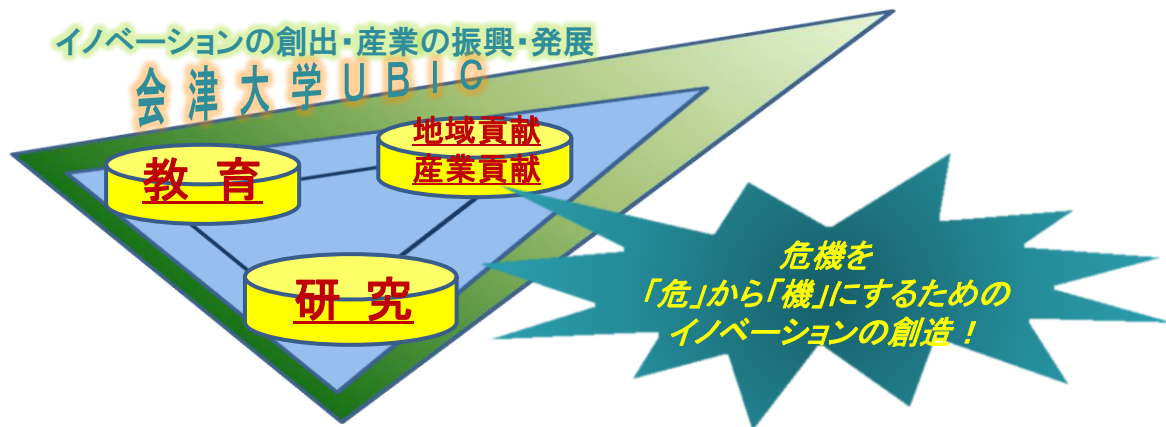 イノベーションの創出・産業の振興・発展
会津大学UBIC
地域貢献
産業貢献
教育
研究
危機を
「危」から「機」にするための
イノベーションの創造！